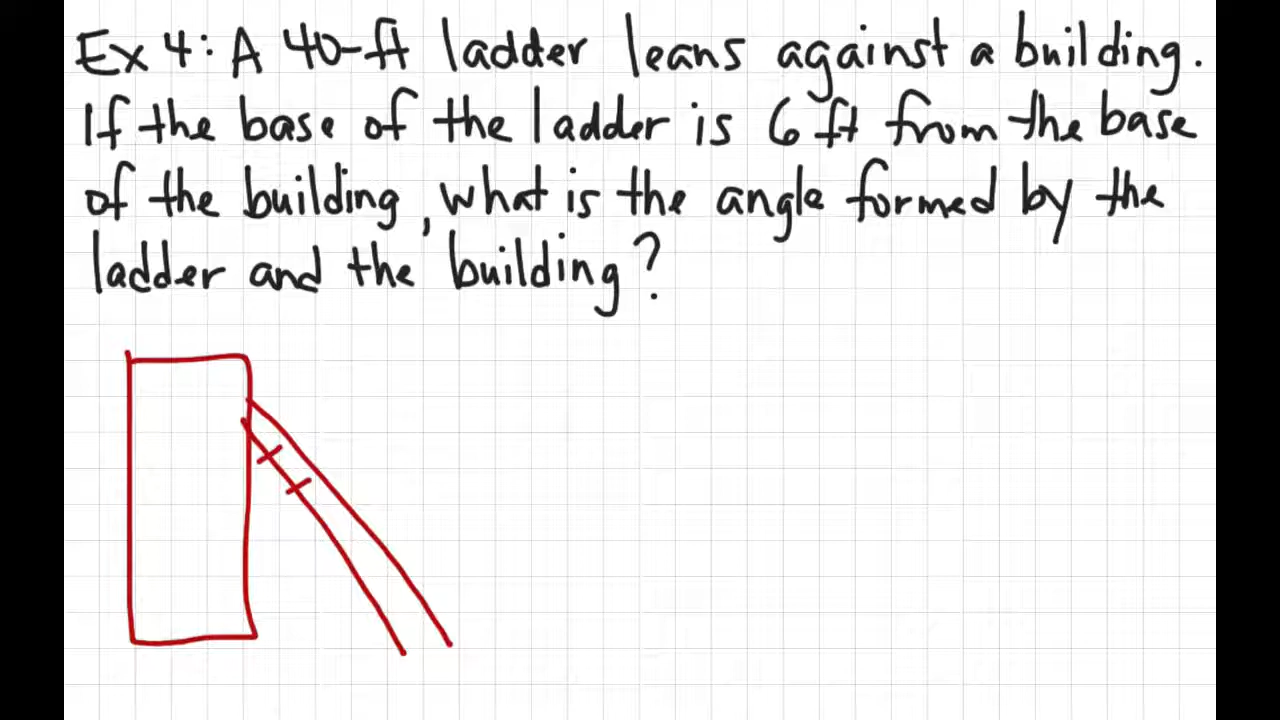 Ex 4: A 40-ft ladder leans against a building.
If the base of the ladder is 6 ft from the base
of the building, what is the angle formed by the
ladder and the building?